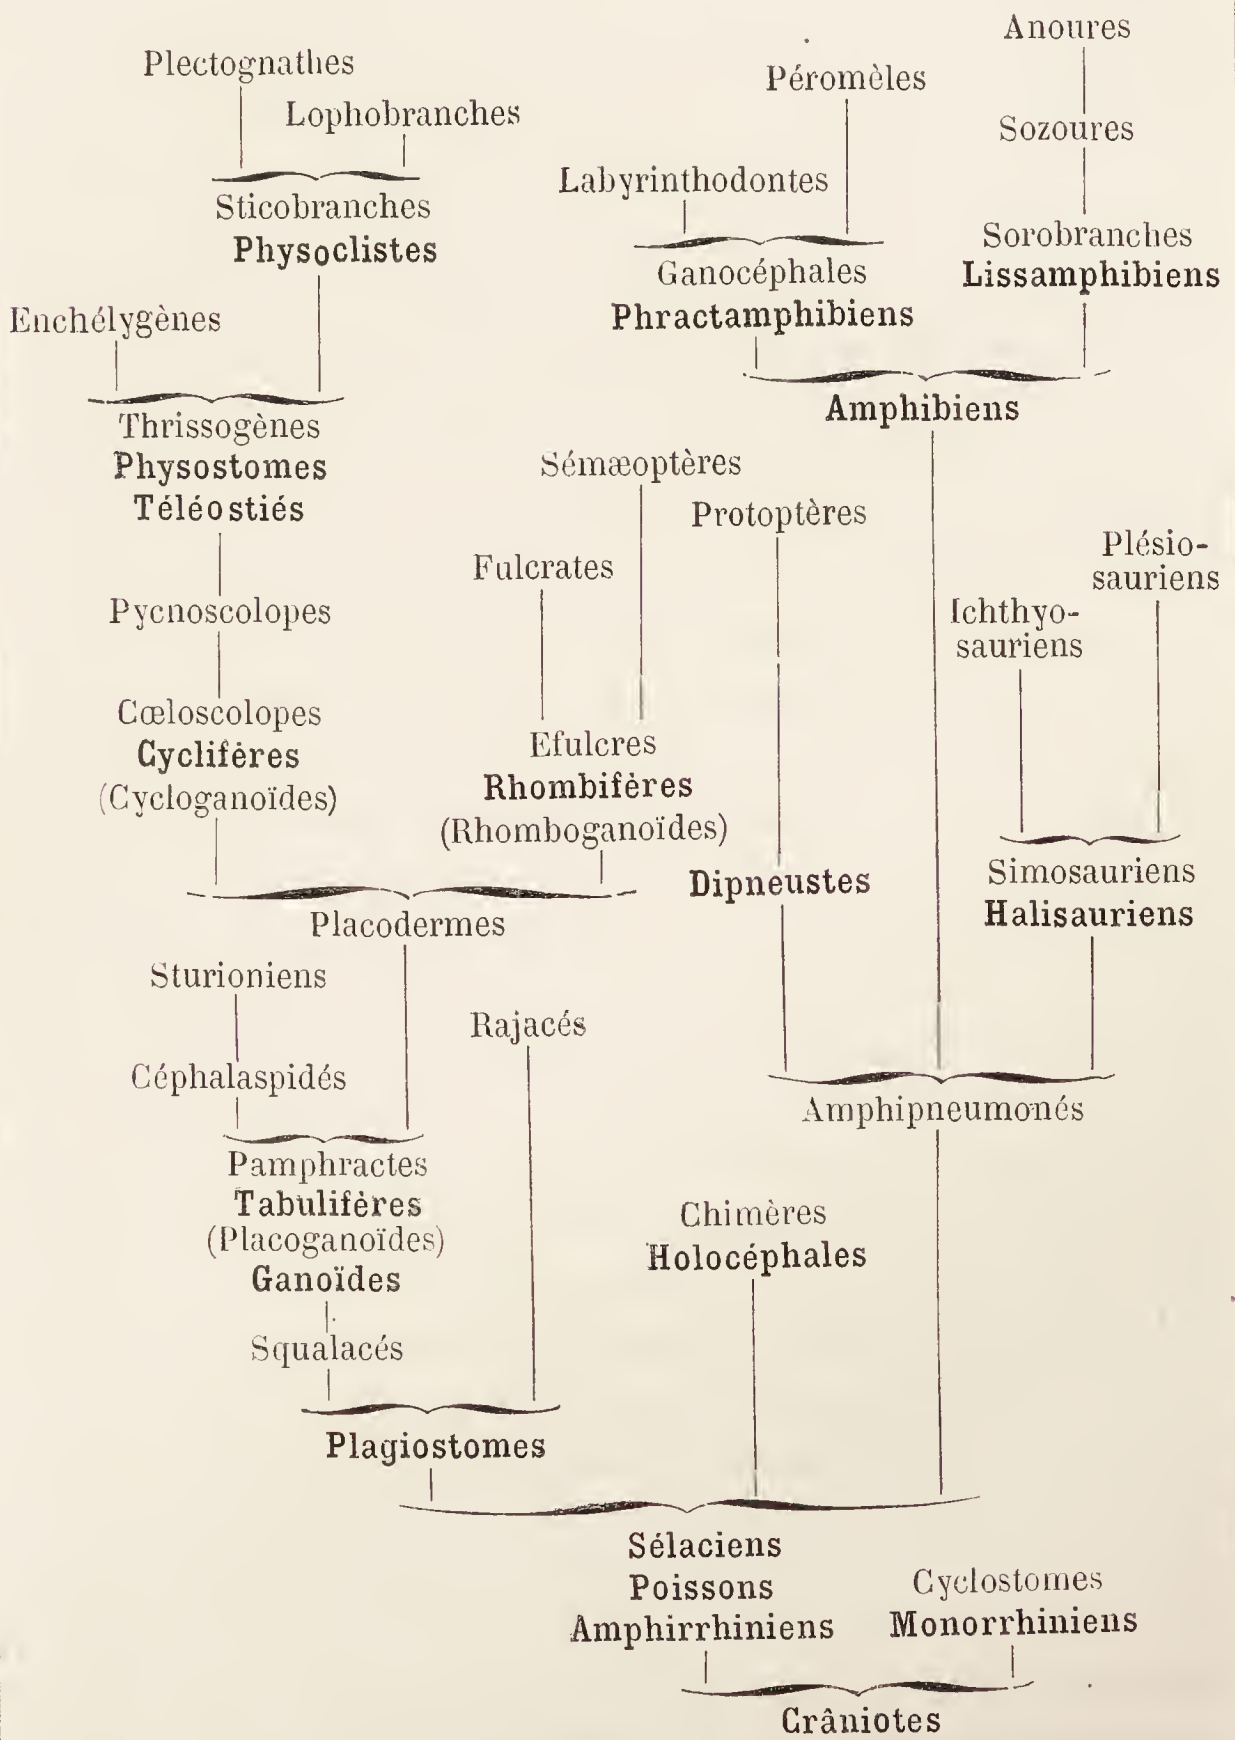 Anoures
Plectognathes
Péromèles
Lophobranches
Sozoures
Labyrinthodontes
Sticobranches
Physoclistes
Sorobranches
Lissamphibiens
Ganocéphales
Phractamphibiens
Enchélygènes
Amphibiens
Thrissogènes
Physostomes
Téléostiés
Sémæoptères
Protoptères
Fulcrates
Plésio-
sauriens
Ichthyo-
sauriens
Pycnoscolopes
Cœloscolopes
Cyclifères
(Cycloganoïdes)
Efulcres
Rhombifères
(Rhomboganoïdes)
Dipneustes
Simosauriens
Halisauriens
Placodermes
Sturioniens
Rajacés
Céphalaspidés
Amphipneumonés
Pamphractes
Tabulifères
(Placoganoïdes)
Ganoïdes
Chimères
Holocéphales
Squalacés
Plagiostomes
Sélaciens
Poissons
Amphirrhiniens
Cyclostomes
Monorrhiniens
Crâniotes